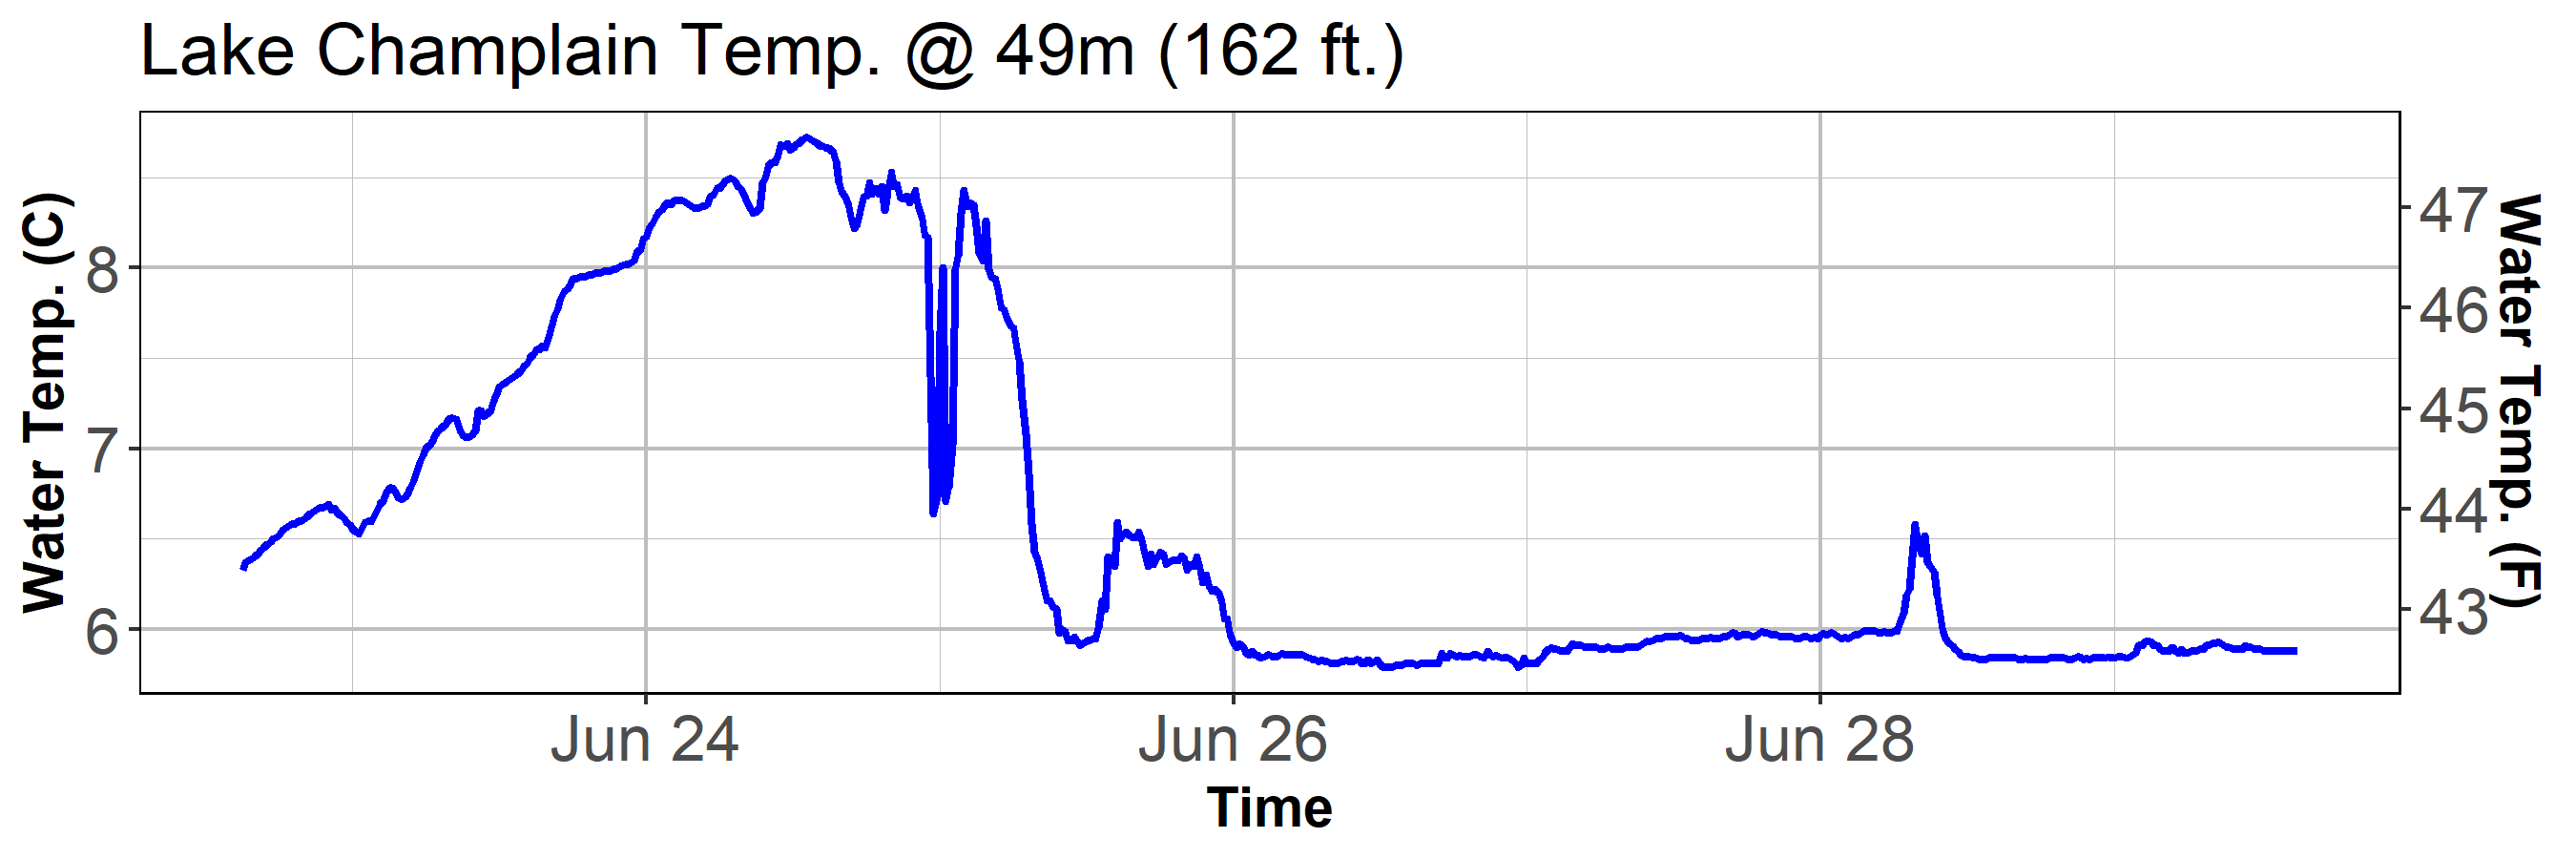 Lake Champlain Temp. @ 49m (162 ft.)
Water Temp. (C)
8
7
6
47
46
45
44
43
Water Temp. (F)
Jun 24
Jun 26
Jun 28
Time